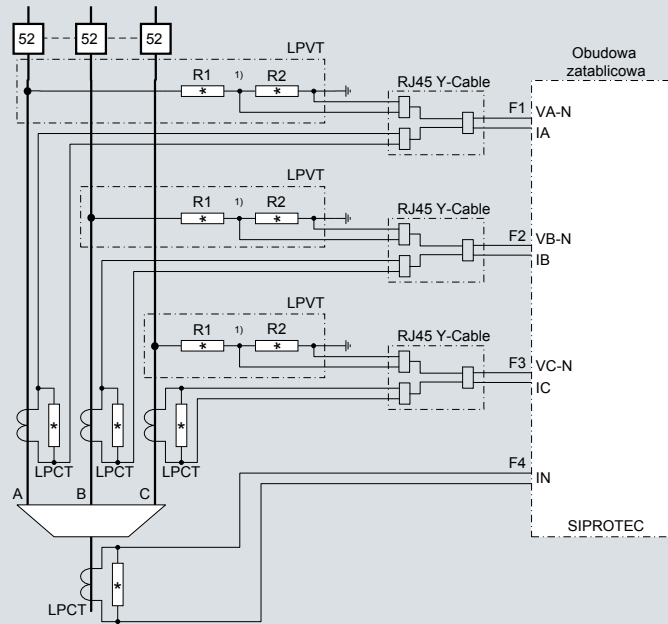 52
52
52
LPVT
R1
1)
R2
*
*
RJ45 Y-Cable
Obudowa
zatablicowa
F1
VA-N
IA
LPVT
R1
1)
R2
*
*
RJ45 Y-Cable
F2
VB-N
IB
LPVT
R1
1)
R2
*
*
RJ45 Y-Cable
F3
VC-N
IC
*
*
*
LPCT
LPCT
LPCT
F4
IN
A
B
C
SIPROTEC
*
LPCT